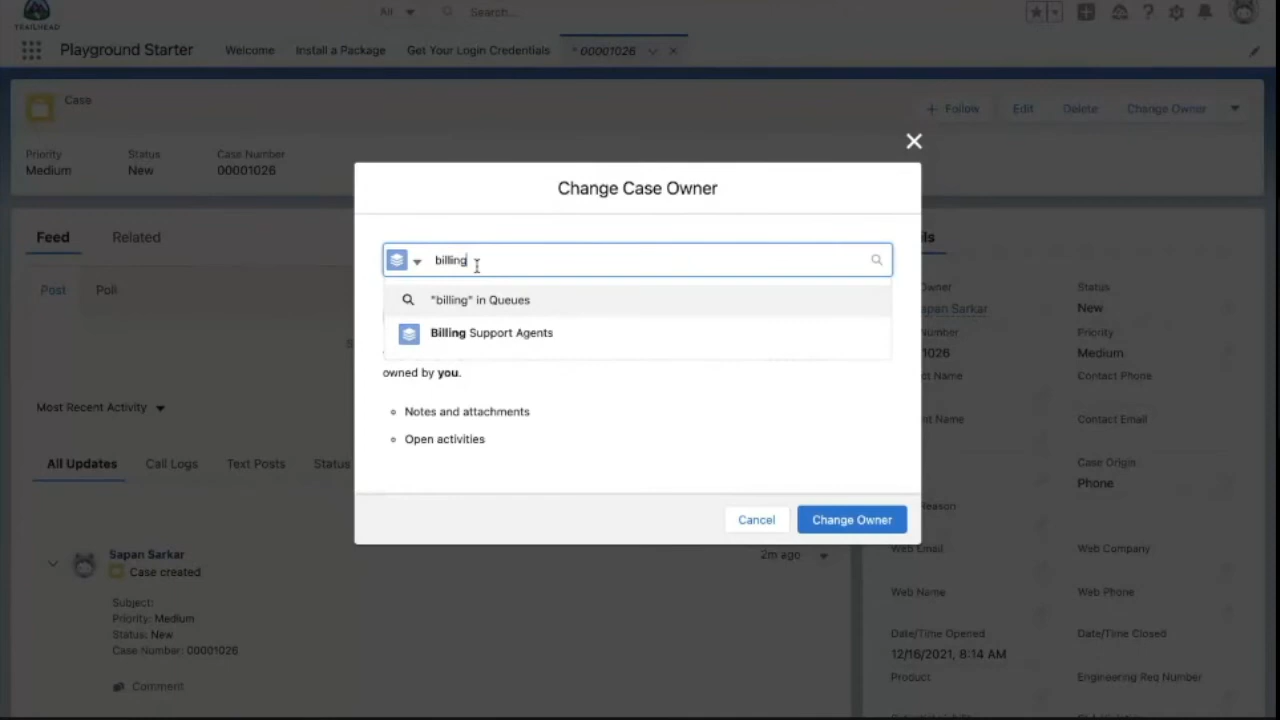 TRAILHEAD
All
Search...
Playground Starter
Welcome
Install a Package
Get Your Login Credentials
* 00001026
Case
+ Follow
Edit
Delete
Change Owner
Priority
Status
Case Number
Medium
New
00001026
Change Case Owner
billing
"billing" in Queues
Billing Support Agents
owned by you.
Notes and attachments
Open activities
Cancel
Change Owner
Feed
Related
Post
Poll
Most Recent Activity
All Updates
Call Logs
Text Posts
Status
Sapan Sarkar
Case created
2m ago
Subject:
Priority: Medium
Status: New
Case Number: 00001026
Comment
ils
Owner
Status
apan Sarkar
New
Number
Priority
1026
Medium
ct Name
Contact Phone
nt Name
Contact Email
Case Origin
Phone
Reason
Web Email
Web Company
Web Name
Web Phone
Date/Time Opened
Date/Time Closed
12/16/2021, 8:14 AM
Product
Engineering Req Number